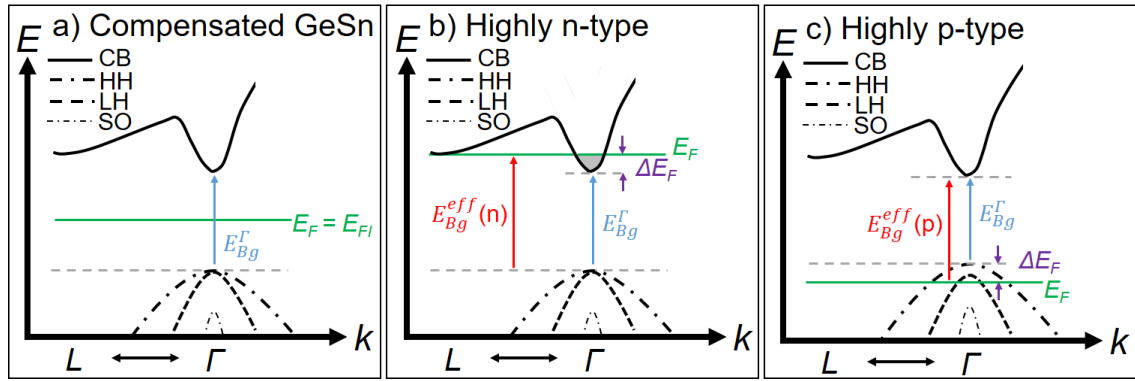 a) Compensated GeSn
E
CB
HH
LH
SO
E_F = E_FI
E_Bg^Γ
k
L
Γ
b) Highly n-type
E
CB
HH
LH
SO
E_F
ΔE_F
E_Bg^eff(n)
E_Bg^Γ
k
L
Γ
c) Highly p-type
E
CB
HH
LH
SO
E_Bg^eff(p)
E_Bg^Γ
ΔE_F
E_F
k
L
Γ